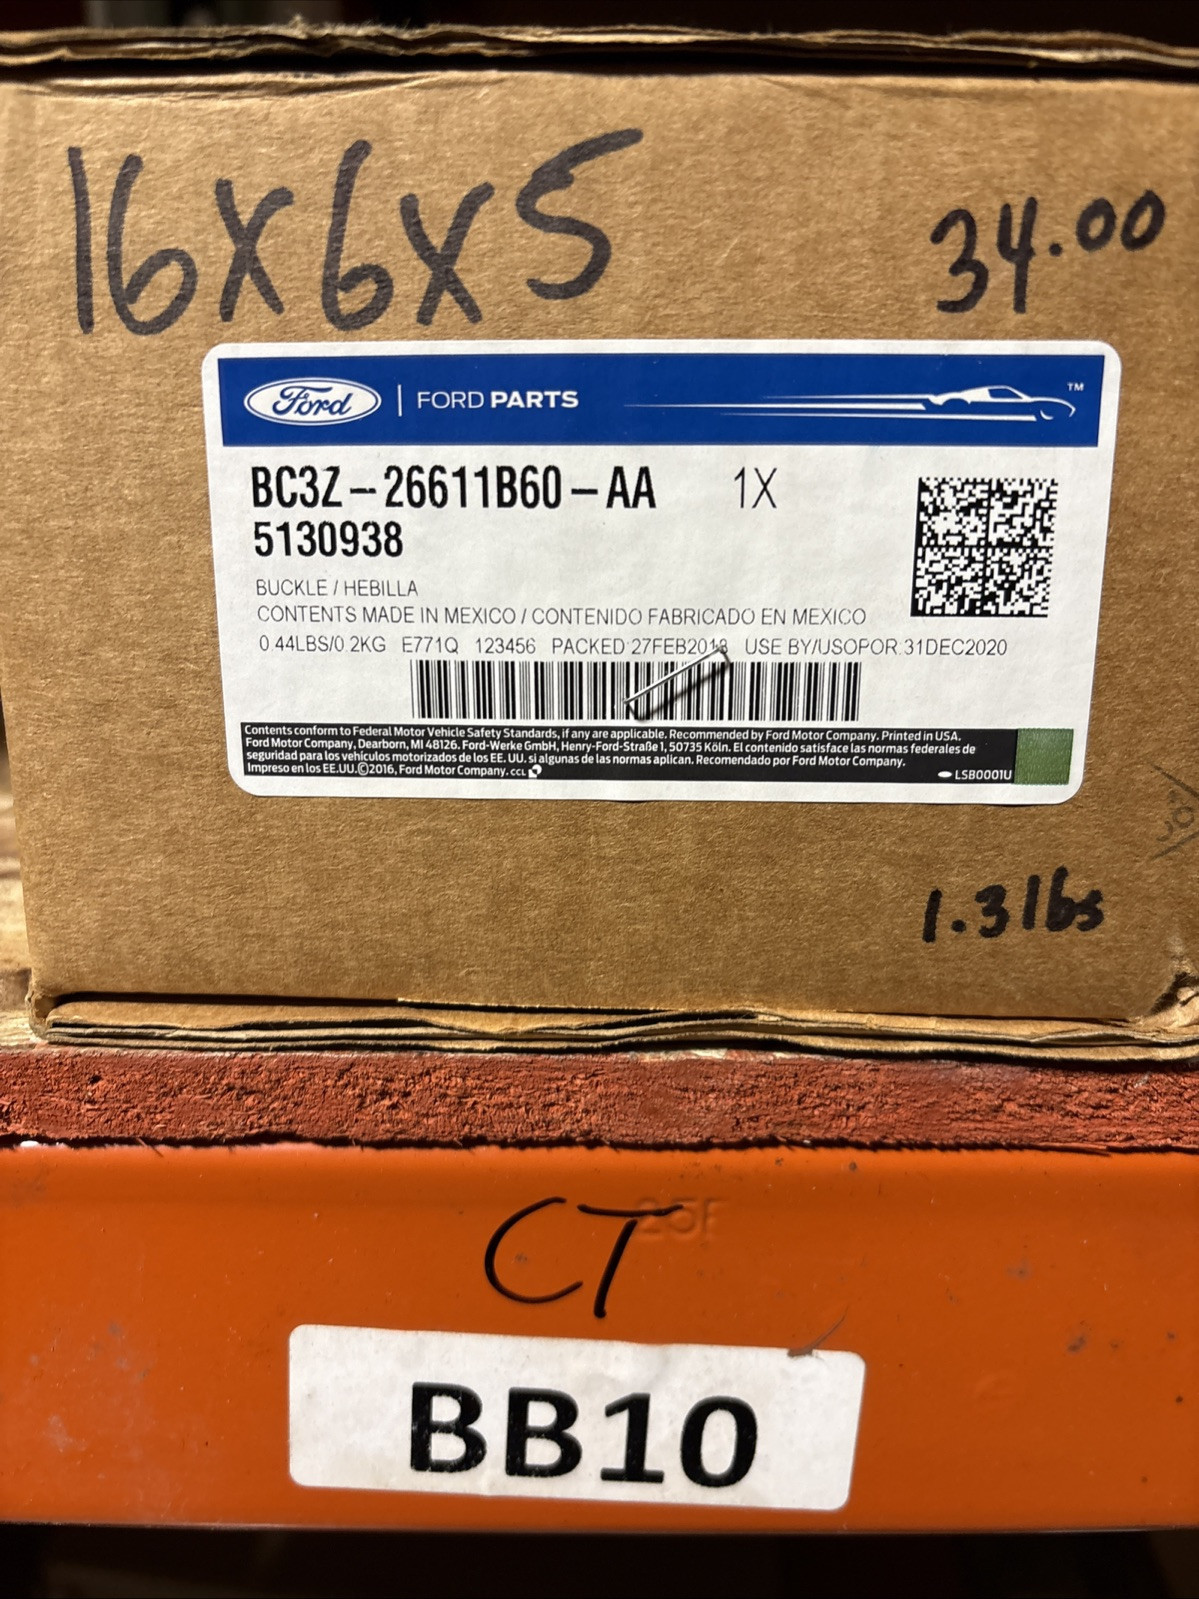 16x6x5
34.00
Ford | FORD PARTS TM
BC3Z-26611B60-AA 1X
5130938
BUCKLE / HEBILLA
CONTENTS MADE IN MEXICO / CONTENIDO FABRICADO EN MEXICO
0.44LBS/0.2KG E771Q 123456 PACKED:27FEB2018 USE BY/USOPOR:31DEC2020
Contents conform to Federal Motor Vehicle Safety Standards, if any are applicable. Recommended by Ford Motor Company. Printed in USA.
Ford Motor Company, Dearborn, MI 48126. Ford-Werke GmbH, Henry-Ford-Straße 1, 50735 Köln. El contenido satisface las normas federales de
seguridad para los vehículos motorizados de los EE. UU. si algunas de las normas aplican. Recomendado por Ford Motor Company.
Impreso en los EE.UU.©2016, Ford Motor Company. CCL
LSB0001U
1.3 lbs
CT
BB10